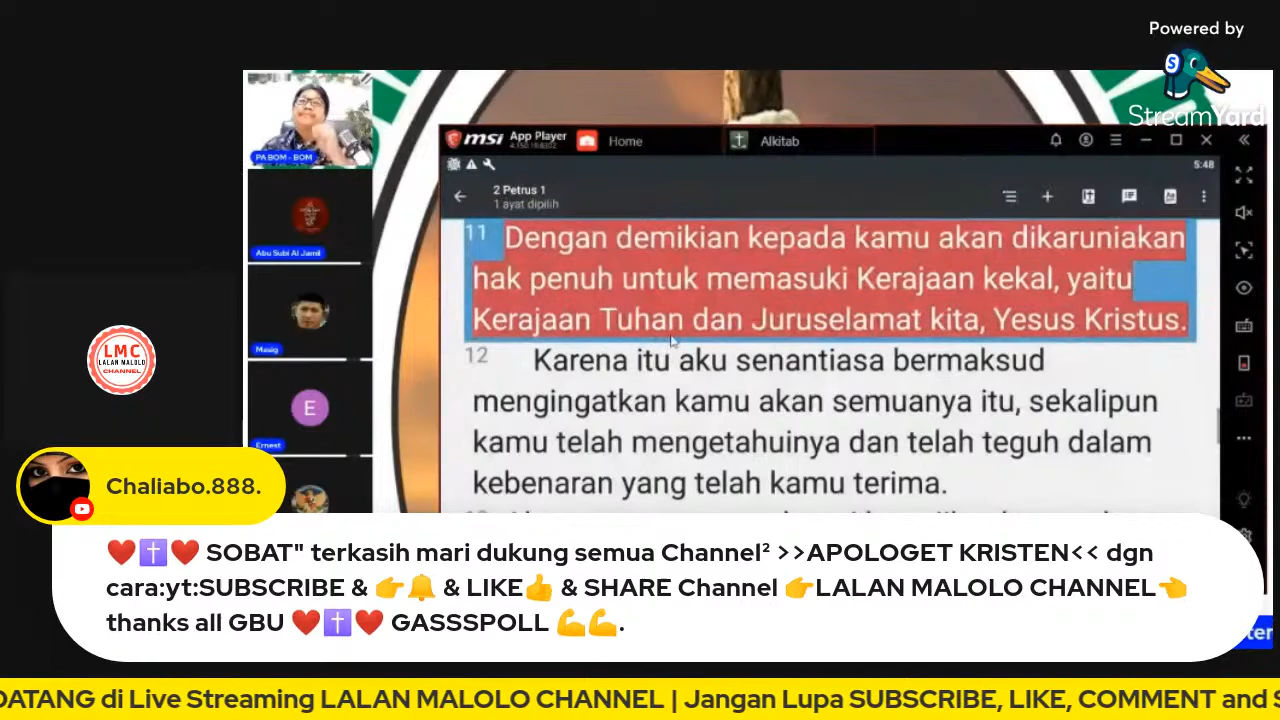 Powered by
StreamYard
msi App Player
4.150.10.6302
Home
Alkitab
5:48
2 Petrus 1
1 ayat dipilih
PA BOM - BOM
Abu Subi Al Jamil
Masig
E
Ernest
11 Dengan demikian kepada kamu akan dikaruniakan
hak penuh untuk memasuki Kerajaan kekal, yaitu
Kerajaan Tuhan dan Juruselamat kita, Yesus Kristus.
12 Karena itu aku senantiasa bermaksud
mengingatkan kamu akan semuanya itu, sekalipun
kamu telah mengetahuinya dan telah teguh dalam
kebenaran yang telah kamu terima.
LMC
LALAN MALOLO
CHANNEL
Chaliabo.888.
❤️✝️❤️ SOBAT" terkasih mari dukung semua Channel² >>APOLOGET KRISTEN<< dgn
cara:yt:SUBSCRIBE & 👉🔔 & LIKE👍 & SHARE Channel 👉LALAN MALOLO CHANNEL👈
thanks all GBU ❤️✝️❤️ GASSSPOLL 💪💪.
ter
DATANG di Live Streaming LALAN MALOLO CHANNEL | Jangan Lupa SUBSCRIBE, LIKE, COMMENT and S